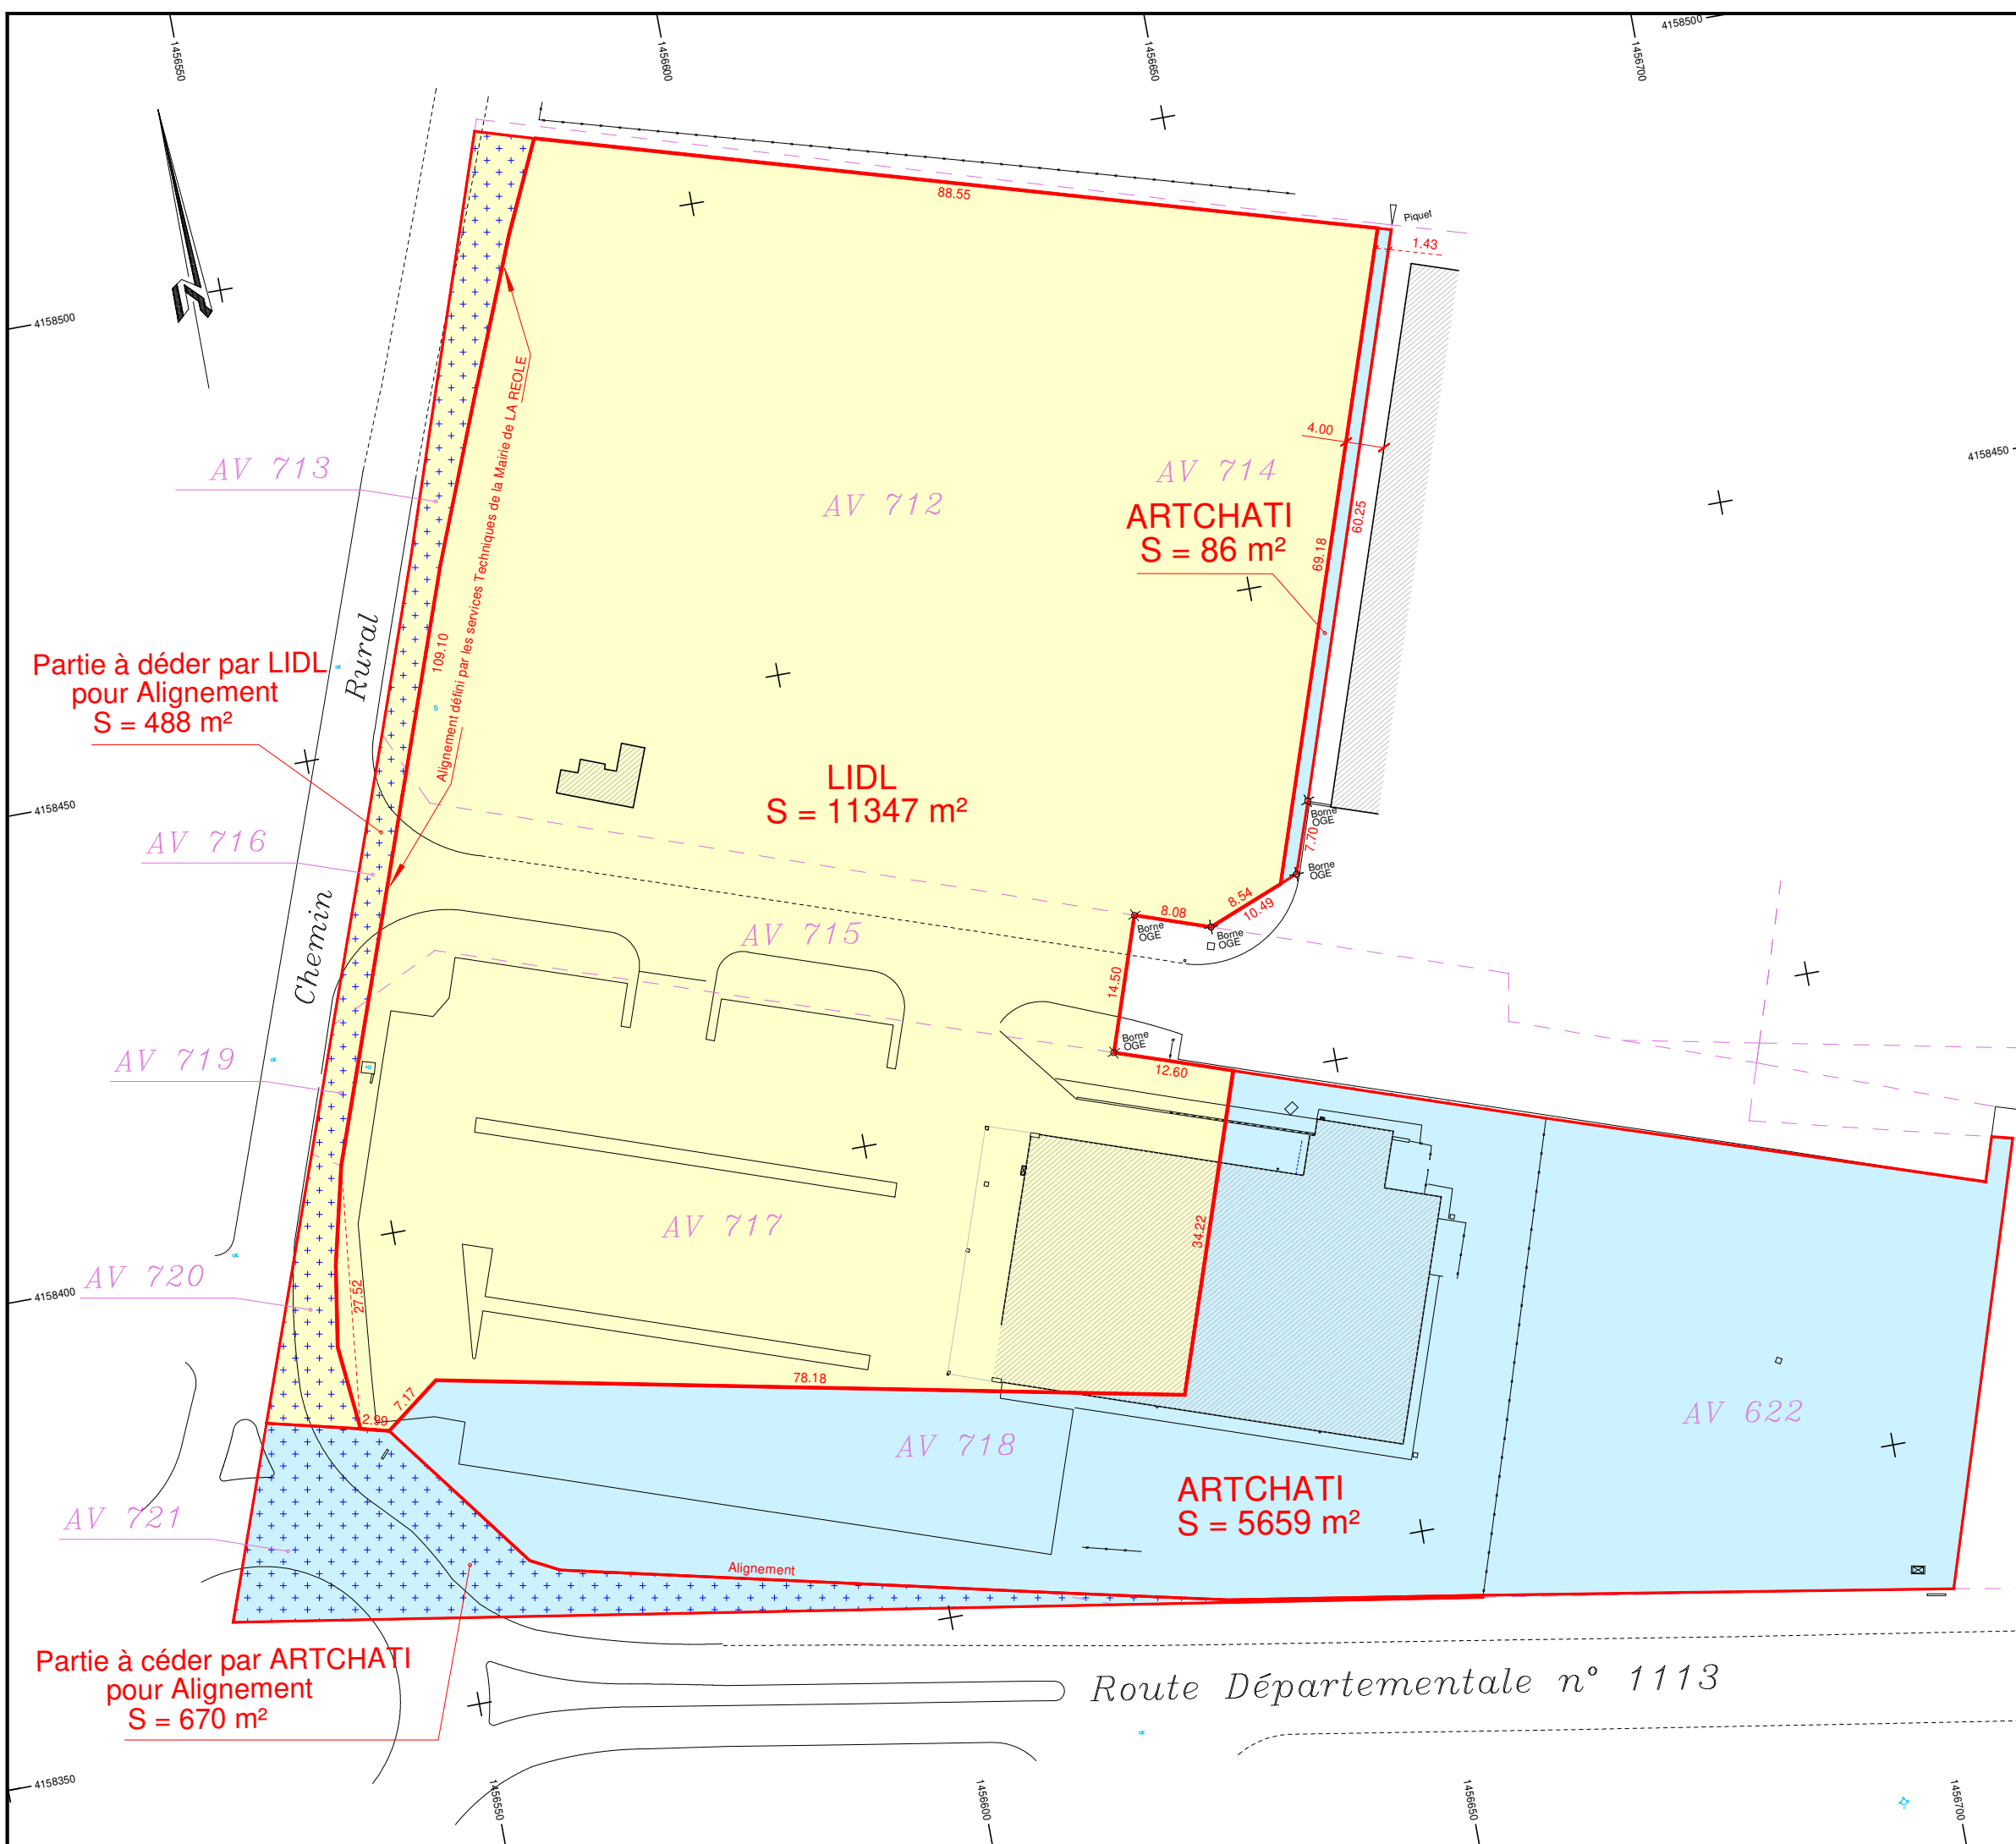 1456550
1456600
1456650
1456700
4158500
88.55
Piquet
1.43
4158500
4158450
AV 713
AV 712
AV 714
4.00
ARTCHATI
S = 86 m²
60.25
69.18
Alignement défini par les services Techniques de la Mairie de LA REOLE
109.10
Rural
Partie à déder par LIDL
pour Alignement
S = 488 m²
LIDL
S = 11347 m²
4158450
AV 716
Borne
OGE
7.70
Borne
OGE
8.54
10.49
8.08
Borne
OGE
Borne
OGE
AV 715
Chemin
14.50
Borne
OGE
12.60
AV 719
AV 717
34.22
AV 720
27.52
4158400
78.18
7.17
2.99
AV 622
AV 718
ARTCHATI
S = 5659 m²
AV 721
Alignement
Partie à céder par ARTCHATI
pour Alignement
S = 670 m²
Route Départementale n° 1113
4158350
1456550
1456600
1456650
1456700